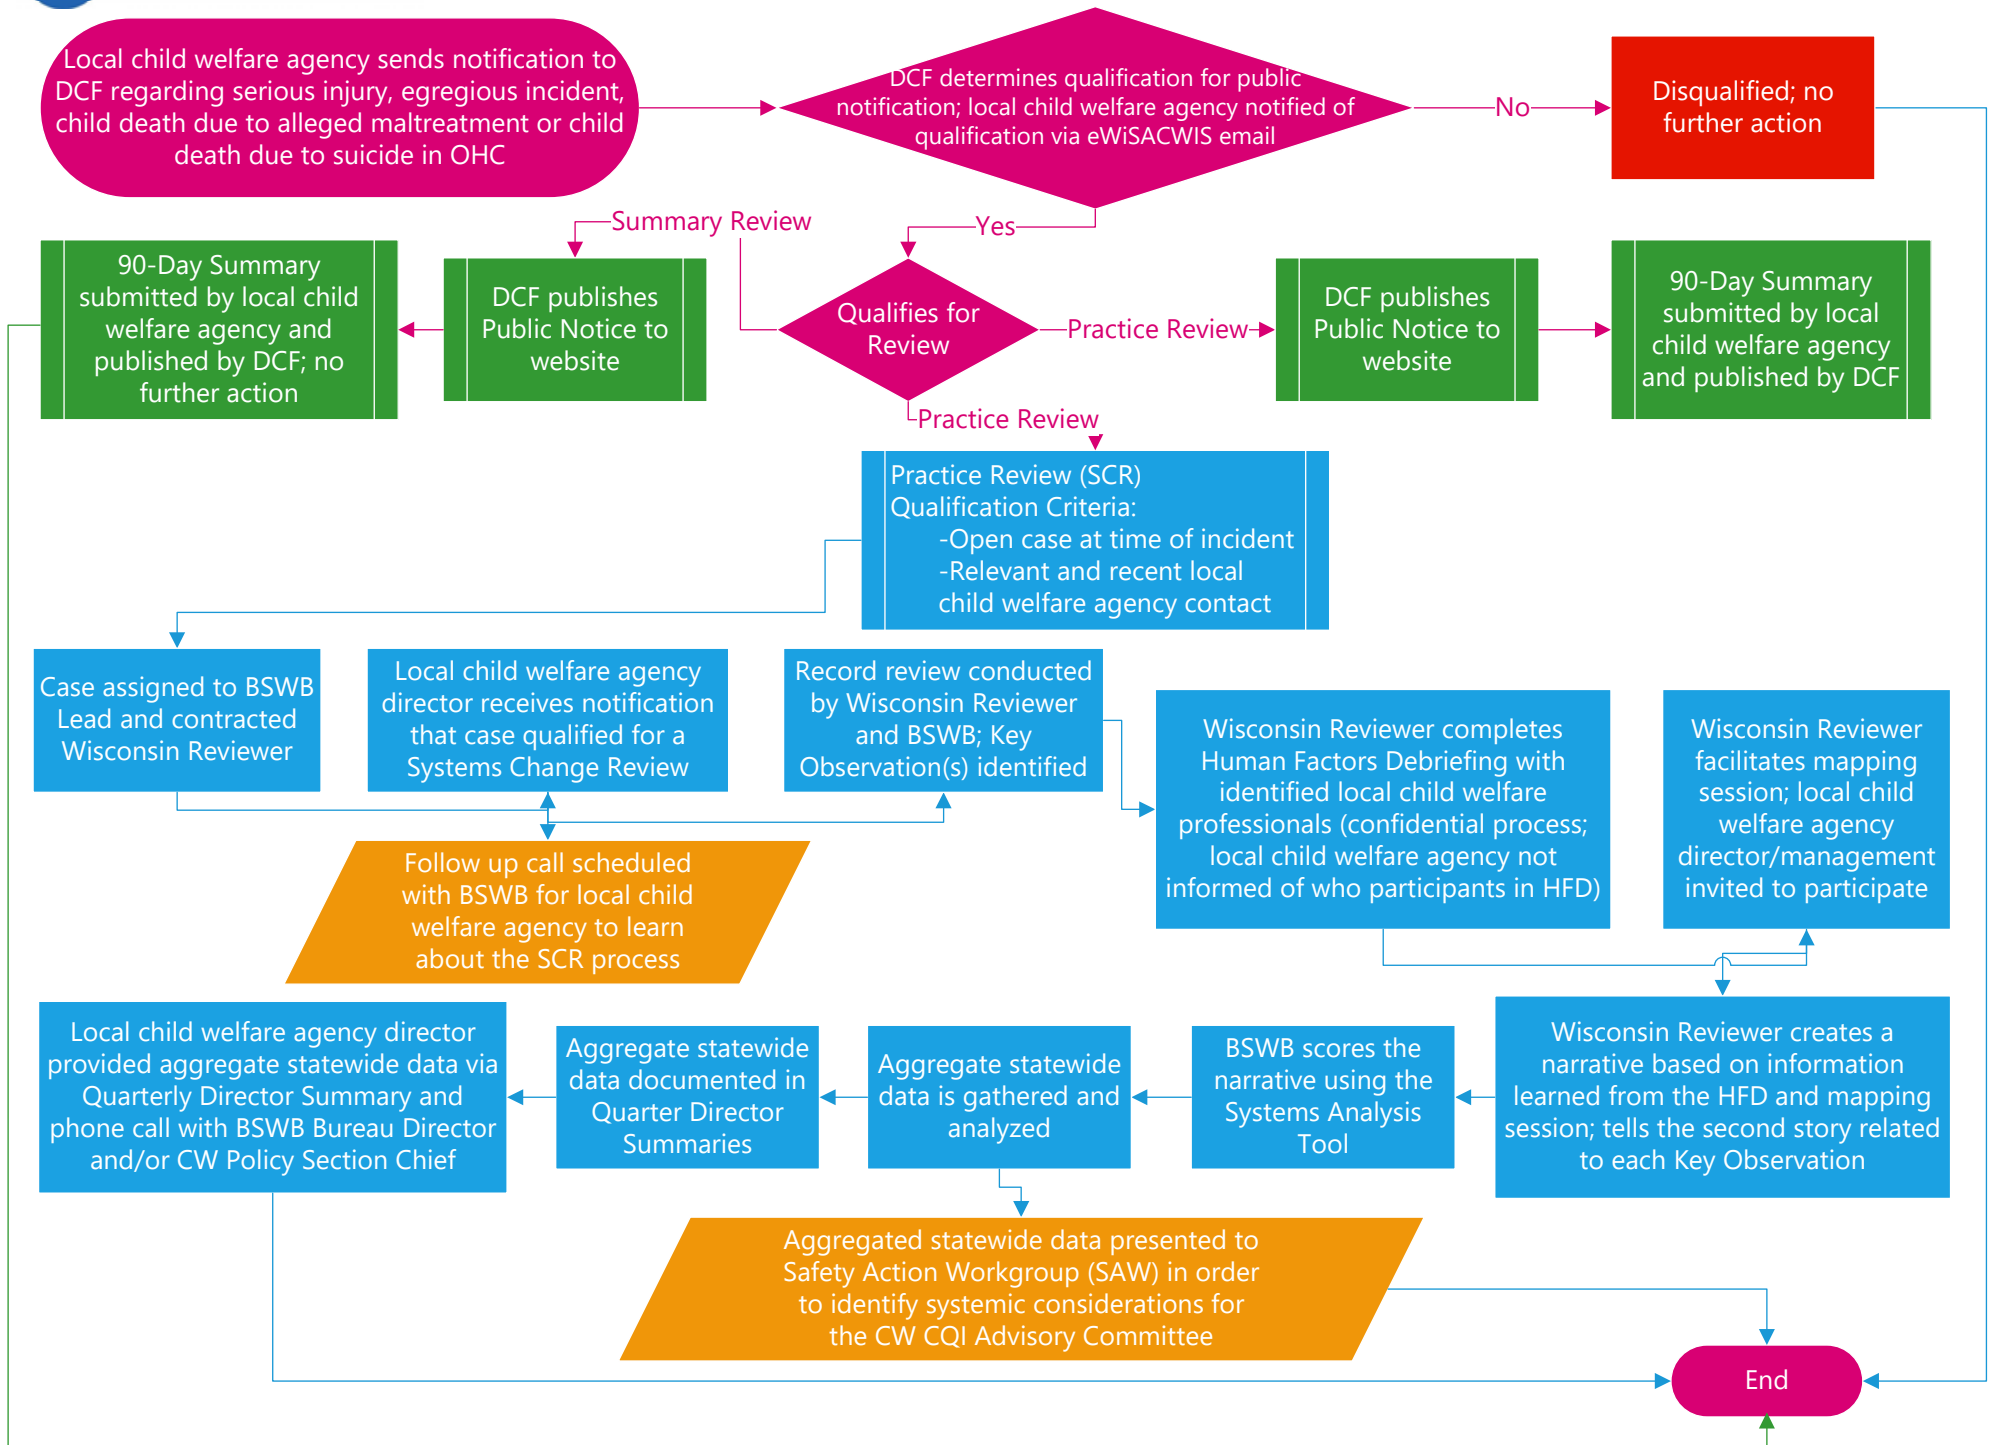 Local child welfare agency sends notification to
DCF regarding serious injury, egregious incident,
child death due to alleged maltreatment or child
death due to suicide in OHC
DCF determines qualification for public
notification; local child welfare agency notified of
qualification via eWiSACWIS email
No
Disqualified; no
further action
Summary Review
Yes
90-Day Summary
submitted by local child
welfare agency and
published by DCF; no
further action
DCF publishes
Public Notice to
website
Qualifies for
Review
Practice Review
DCF publishes
Public Notice to
website
90-Day Summary
submitted by local
child welfare agency
and published by DCF
Practice Review
Practice Review (SCR)
Qualification Criteria:
-Open case at time of incident
-Relevant and recent local
child welfare agency contact
Case assigned to BSWB
Lead and contracted
Wisconsin Reviewer
Local child welfare agency
director receives notification
that case qualified for a
Systems Change Review
Record review conducted
by Wisconsin Reviewer
and BSWB; Key
Observation(s) identified
Wisconsin Reviewer completes
Human Factors Debriefing with
identified local child welfare
professionals (confidential process;
local child welfare agency not
informed of who participants in HFD)
Wisconsin Reviewer
facilitates mapping
session; local child
welfare agency
director/management
invited to participate
Follow up call scheduled
with BSWB for local child
welfare agency to learn
about the SCR process
Local child welfare agency director
provided aggregate statewide data via
Quarterly Director Summary and
phone call with BSWB Bureau Director
and/or CW Policy Section Chief
Aggregate statewide
data documented in
Quarter Director
Summaries
Aggregate statewide
data is gathered and
analyzed
BSWB scores the
narrative using the
Systems Analysis
Tool
Wisconsin Reviewer creates a
narrative based on information
learned from the HFD and mapping
session; tells the second story related
to each Key Observation
Aggregated statewide data presented to
Safety Action Workgroup (SAW) in order
to identify systemic considerations for
the CW CQI Advisory Committee
End